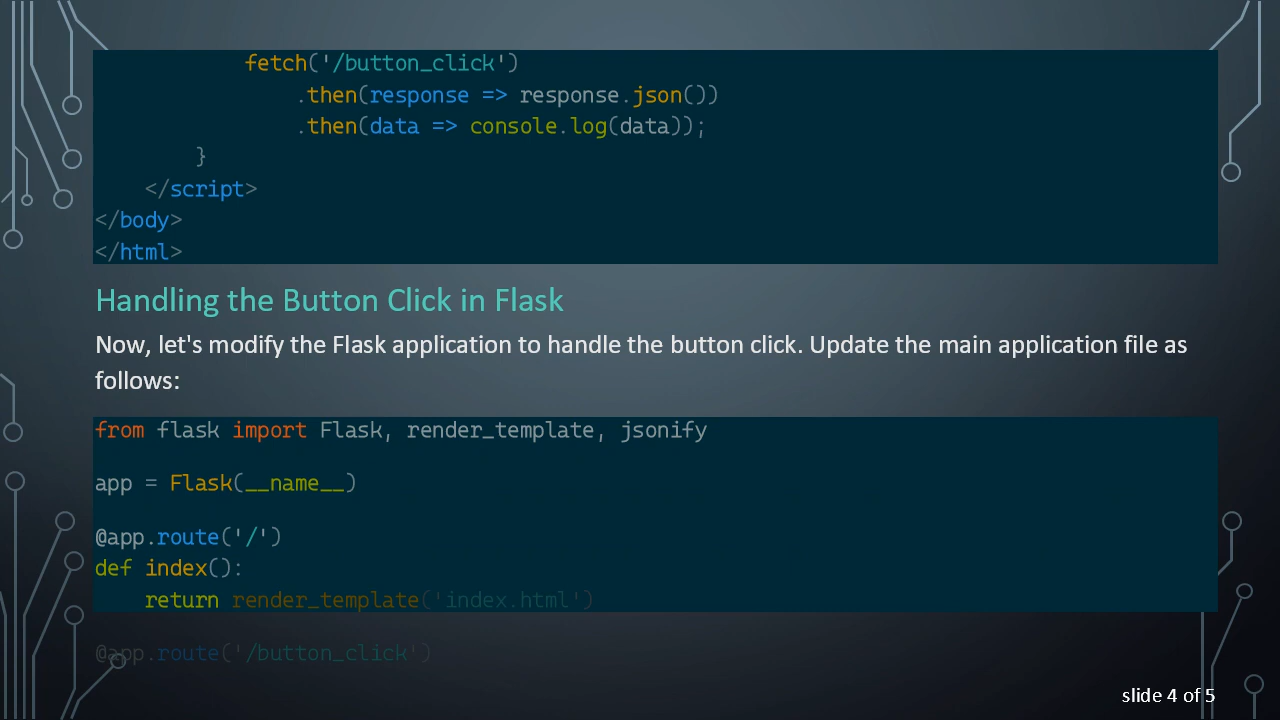 fetch('/button_click')
.then(response => response.json())
.then(data => console.log(data));
}
</script>
</body>
</html>
Handling the Button Click in Flask
Now, let's modify the Flask application to handle the button click. Update the main application file as
follows:
from flask import Flask, render_template, jsonify
app = Flask(__name__)
@app.route('/')
def index():
return render_template('index.html')
@app.route('/button_click')
slide 4 of 5